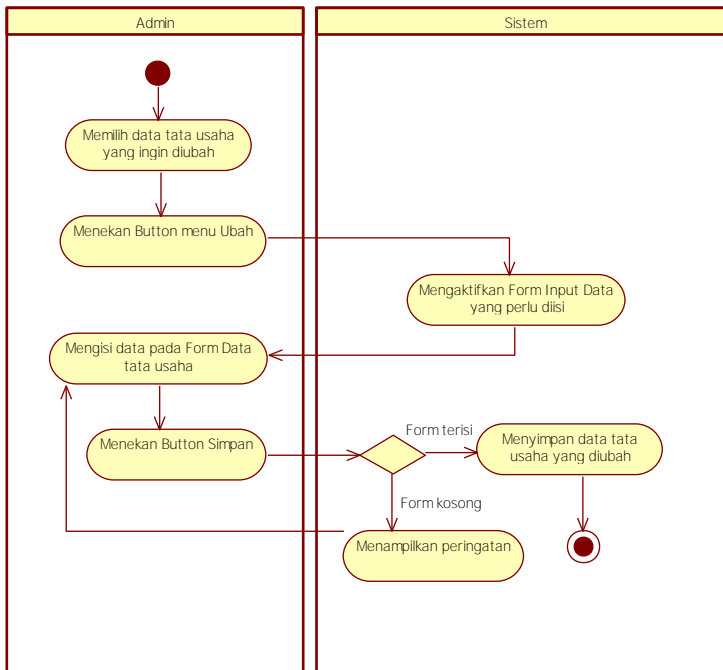 Admin
Sistem
Memilih data tata usaha
yang ingin diubah
Menekan Button menu Ubah
Mengaktifkan Form Input Data
yang perlu diisi
Mengisi data pada Form Data
tata usaha
Menekan Button Simpan
Form terisi
Menyimpan data tata
usaha yang diubah
Form kosong
Menampilkan peringatan